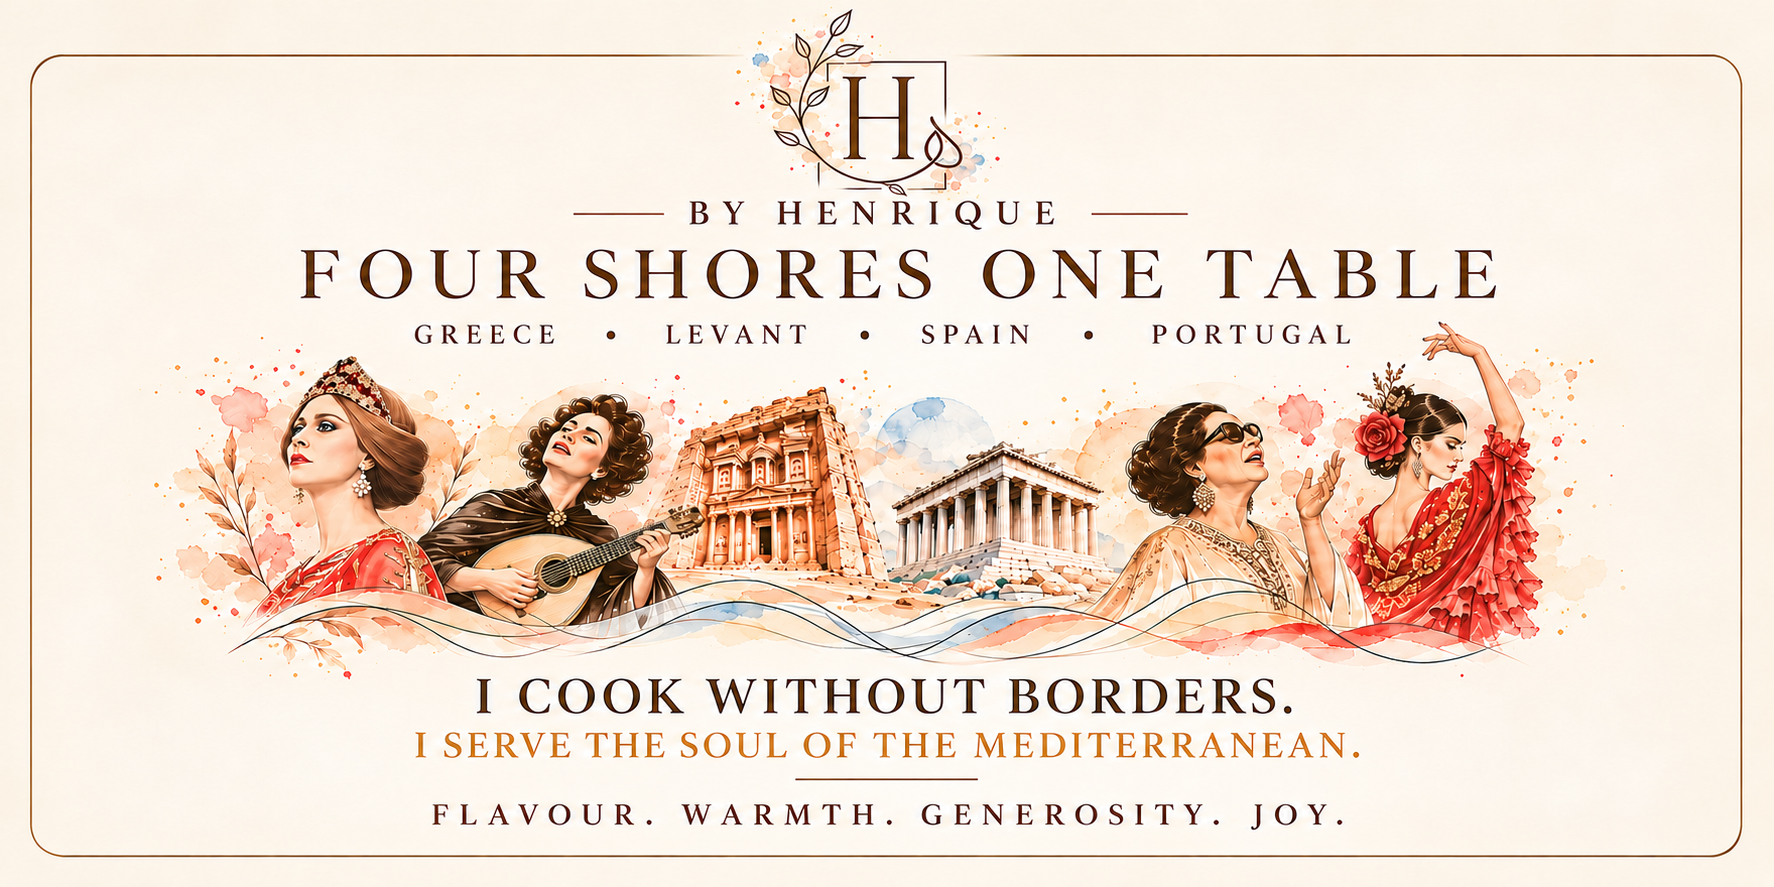 H
BY HENRIQUE
FOUR SHORES ONE TABLE
GREECE • LEVANT • SPAIN • PORTUGAL
I COOK WITHOUT BORDERS.
I SERVE THE SOUL OF THE MEDITERRANEAN.
FLAVOUR. WARMTH. GENEROSITY. JOY.